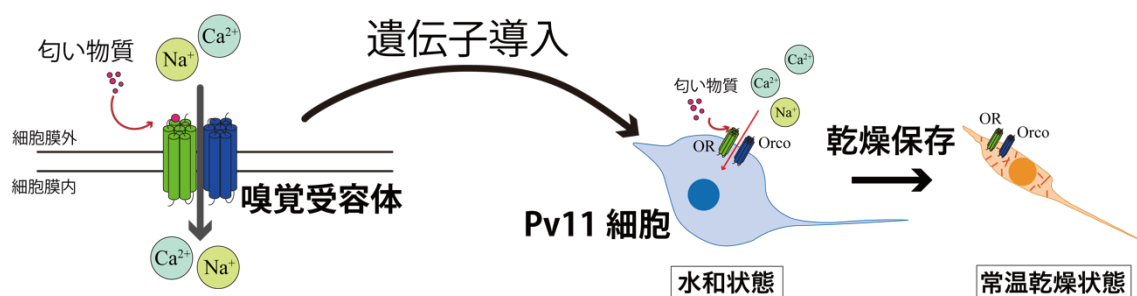 匂い物質
Na⁺
Ca²⁺
細胞膜外
細胞膜内
嗅覚受容体
Ca²⁺
Na⁺
遺伝子導入
匂い物質
Ca²⁺
Ca²⁺
Na⁺
OR
Orco
Pv11 細胞
水和状態
乾燥保存
OR
Orco
常温乾燥状態